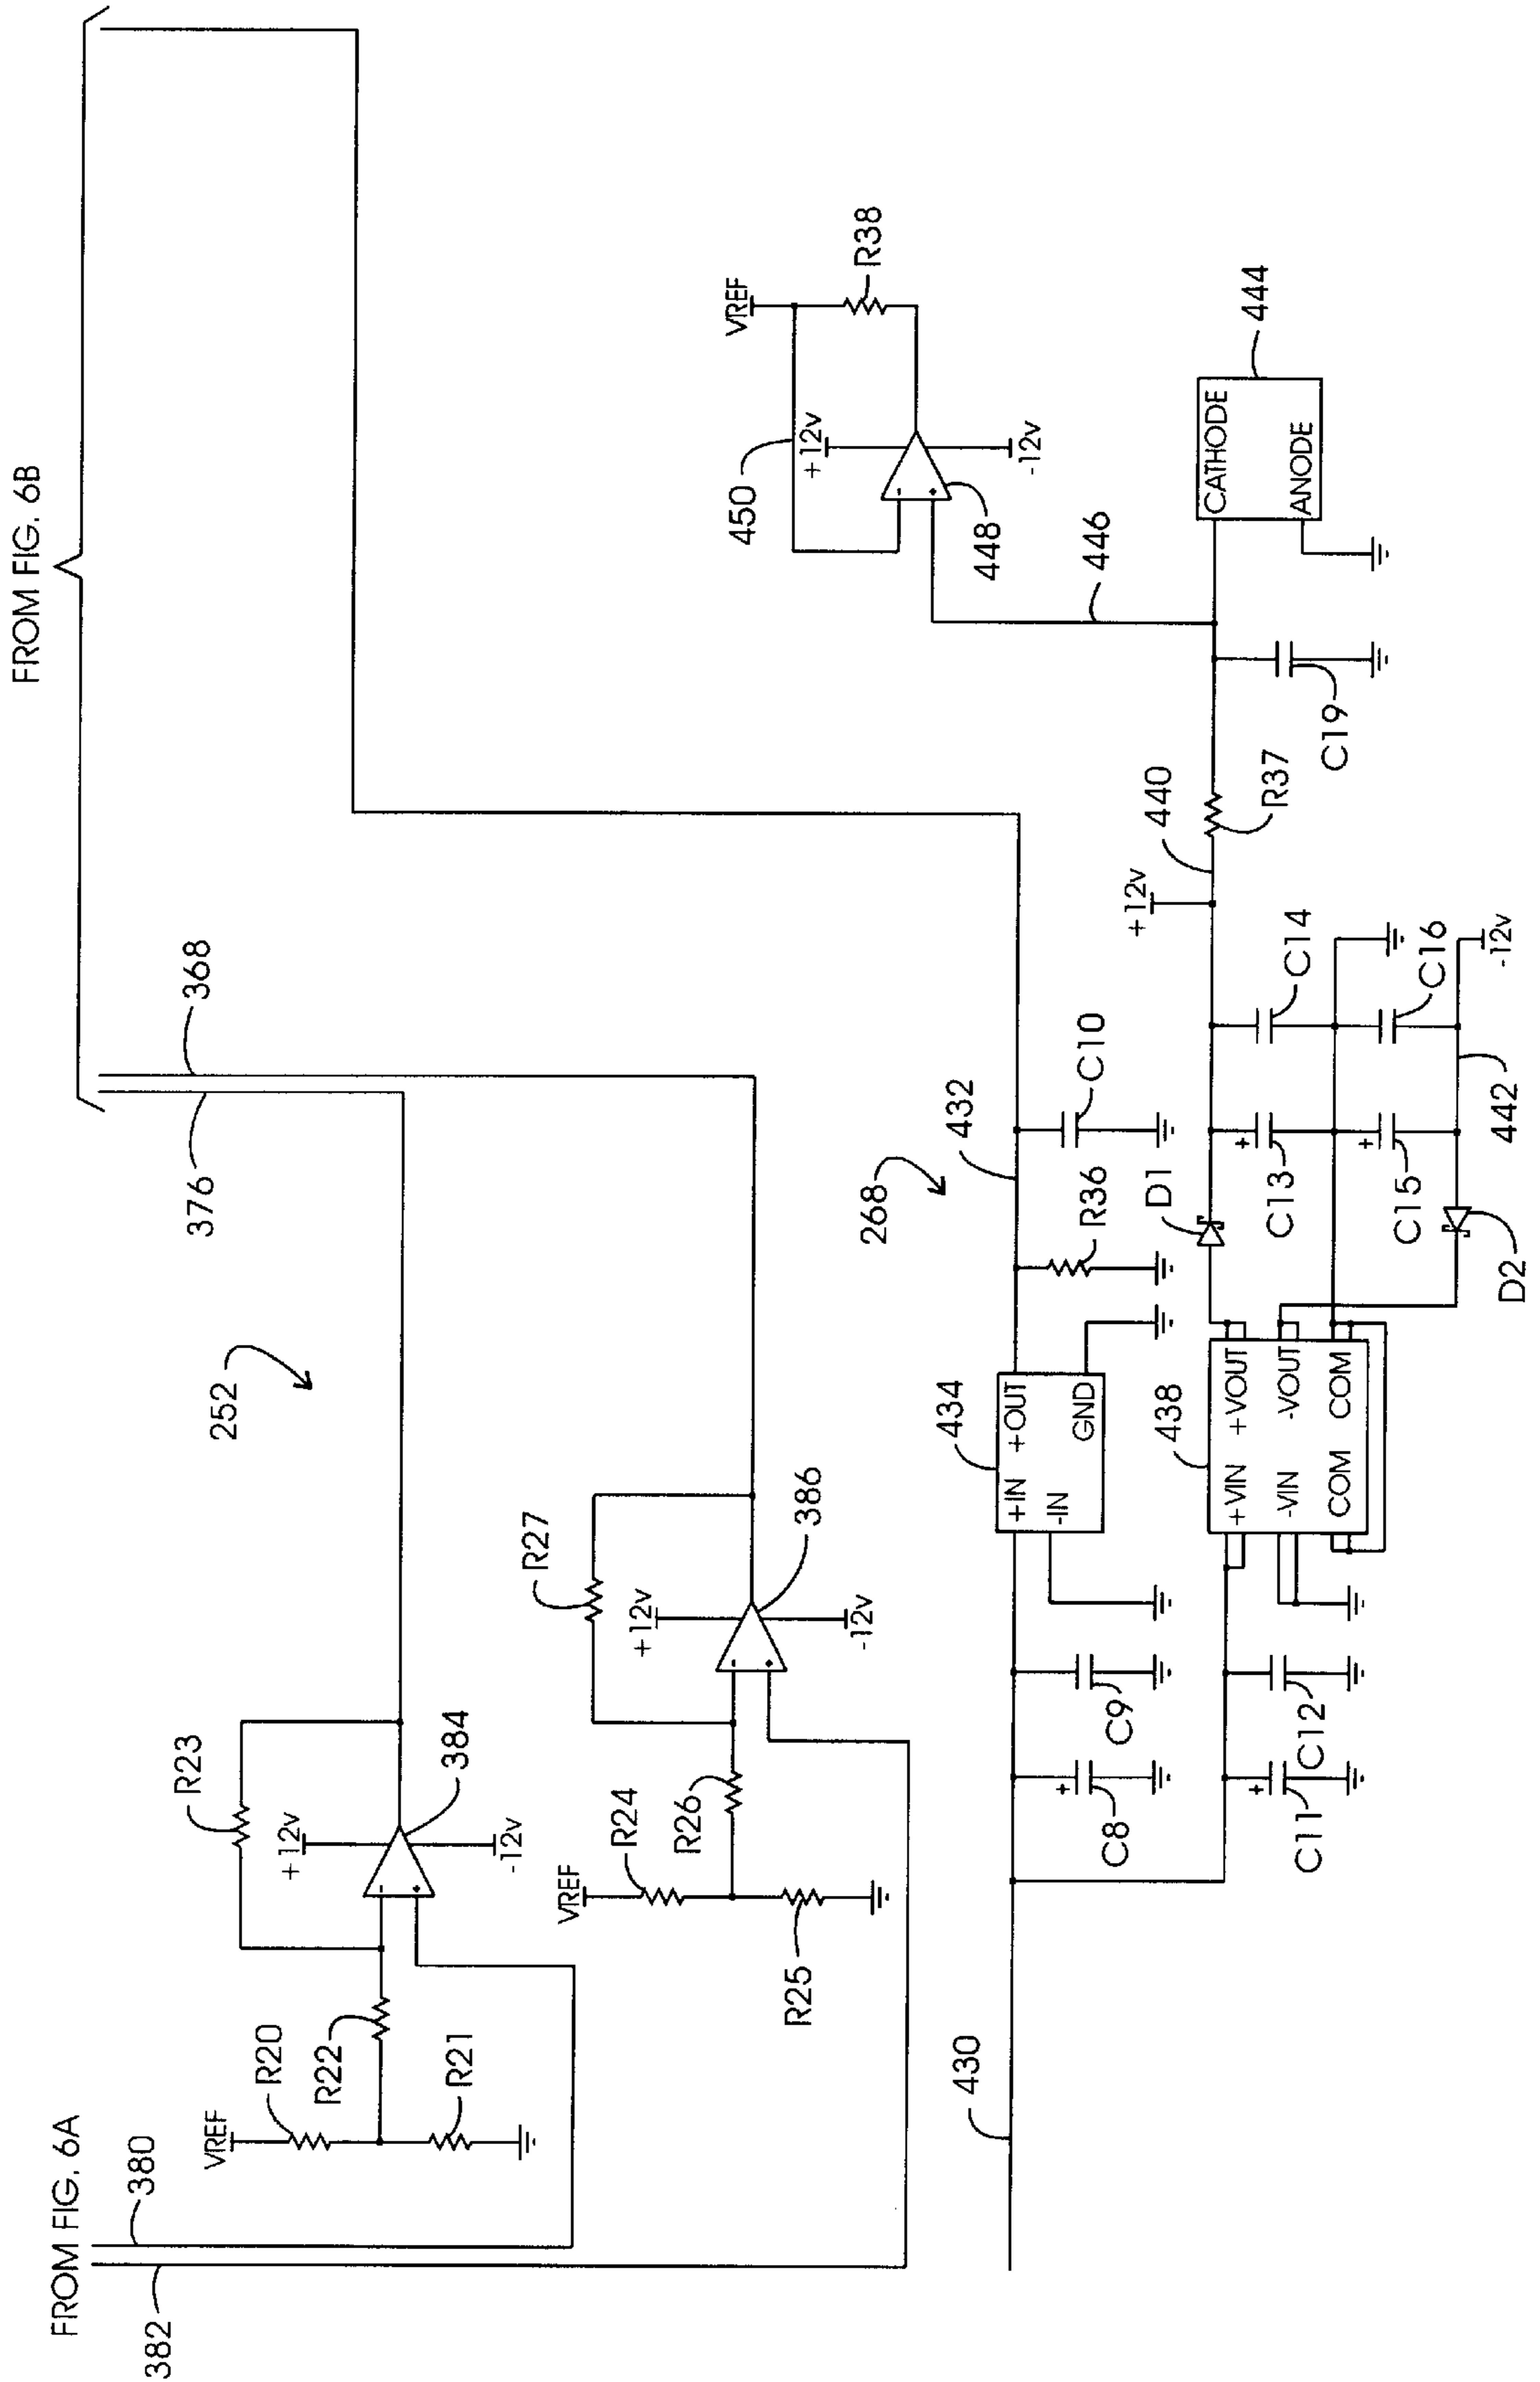 FROM FIG. 6A
FROM FIG. 6B
382
380
VREF
R20
R22
R21
R23
+12v
-12v
384
252
376
368
VREF
R24
R26
R25
R27
+12v
-12v
386
430
C8
+
C9
+IN
-IN
+OUT
GND
434
R36
268
432
C10
C11
+
C12
+VIN
-VIN
COM
+VOUT
-VOUT
COM
438
D1
D2
C13
+
C15
+
C14
C16
442
-12v
+12v
440
R37
C19
446
CATHODE
ANODE
444
448
450
+12v
-12v
VREF
R38